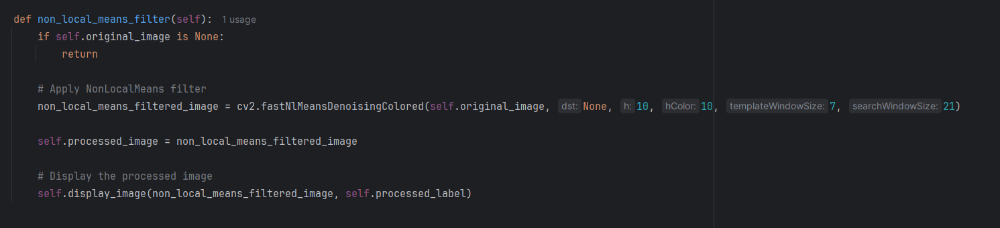 def non_local_means_filter(self): 1 usage
    if self.original_image is None:
        return
    # Apply NonLocalMeans filter
    non_local_means_filtered_image = cv2.fastNlMeansDenoisingColored(self.original_image, dst: None, h: 10, hColor: 10, templateWindowSize: 7, searchWindowSize: 21)
    self.processed_image = non_local_means_filtered_image
    # Display the processed image
    self.display_image(non_local_means_filtered_image, self.processed_label)